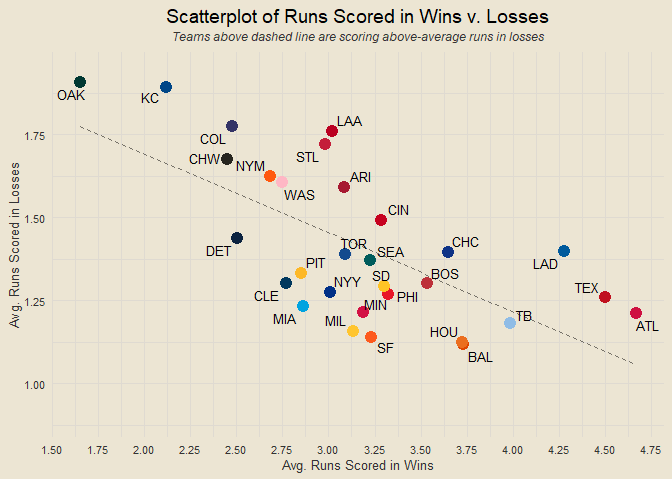 Scatterplot of Runs Scored in Wins v. Losses
Teams above dashed line are scoring above-average runs in losses
OAK
KC
COL
LAA
1.75
STL
CHW
NYM
WAS
ARI
1.50
CIN
DET
TOR
SEA
CHC
LAD
PIT
SD
BOS
CLE
NYY
PHI
TEX
1.25
MIA
MIN
MIL
TB
ATL
SF
HOU
BAL
1.00
Avg. Runs Scored in Losses
1.50 1.75 2.00 2.25 2.50 2.75 3.00 3.25 3.50 3.75 4.00 4.25 4.50 4.75
Avg. Runs Scored in Wins